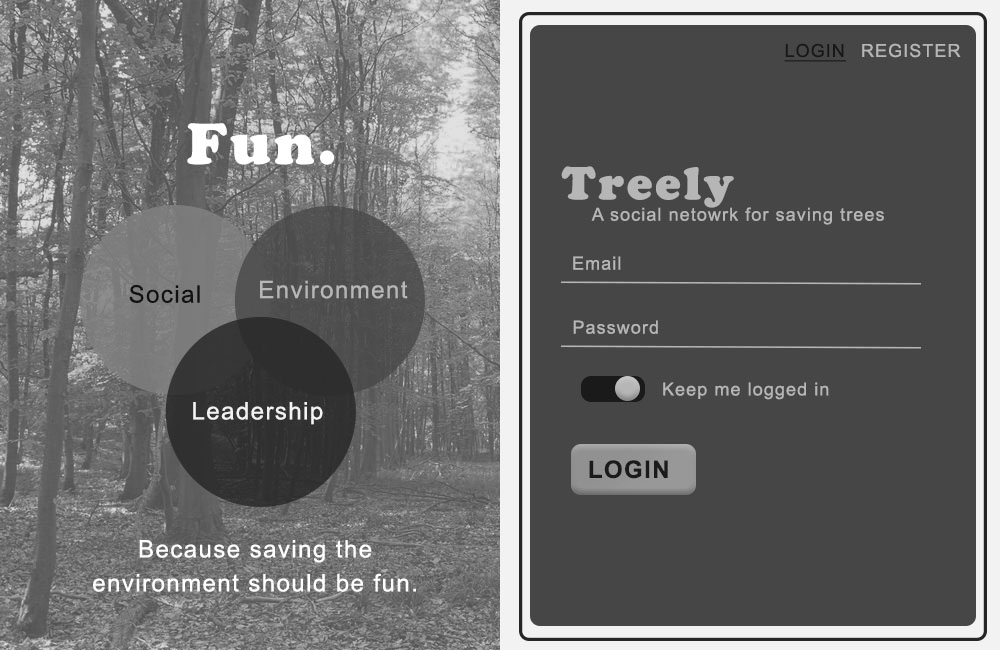 Fun.
Social
Environment
Leadership
Because saving the
environment should be fun.
LOGIN REGISTER
Treely
A social netowrk for saving trees
Email
Password
Keep me logged in
LOGIN